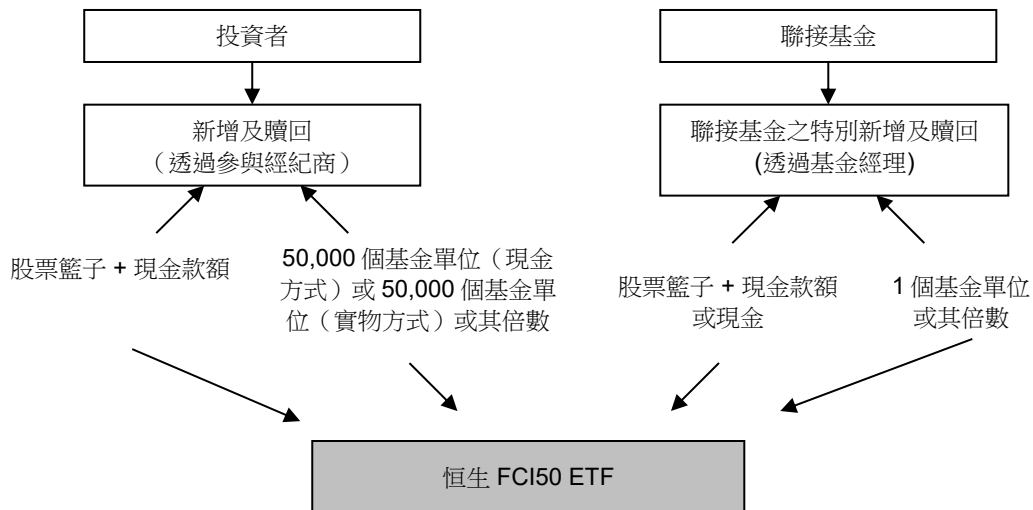 投資者
新增及贖回
（透過參與經紀商）
股票籃子 + 現金款額
50,000 個基金單位（現金
方式）或 50,000 個基金單
位（實物方式）或其倍數
聯接基金
聯接基金之特別新增及贖回
(透過基金經理)
股票籃子 + 現金款額
或現金
1 個基金單位
或其倍數
恒生 FCI50 ETF